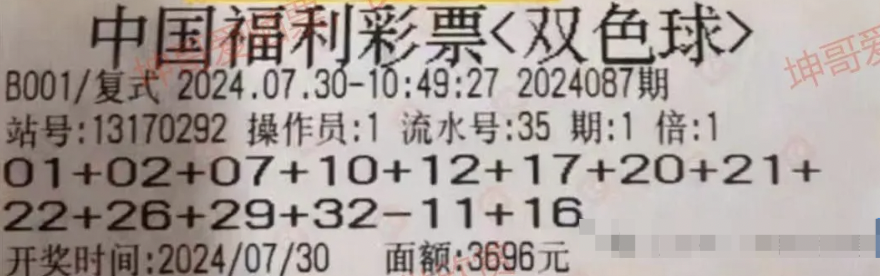 中国福利彩票<双色球>
B001/复式 2024.07.30-10:49:27 2024087期
站号:13170292 操作员:1 流水号:35 期:1 倍:1
01+02+07+10+12+17+20+21+
22+26+29+32-11+16
开奖时间:2024/07/30 面额:3696元
坤哥爱